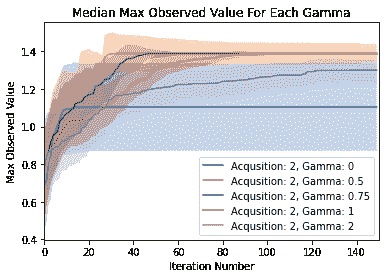 Median Max Observed Value For Each Gamma
Max Observed Value
1.4
1.2
1.0
0.8
0.6
0.4
0
20
40
60
80
100
120
140
Iteration Number
Acqusition: 2, Gamma: 0
Acqusition: 2, Gamma: 0.5
Acqusition: 2, Gamma: 0.75
Acqusition: 2, Gamma: 1
Acqusition: 2, Gamma: 2